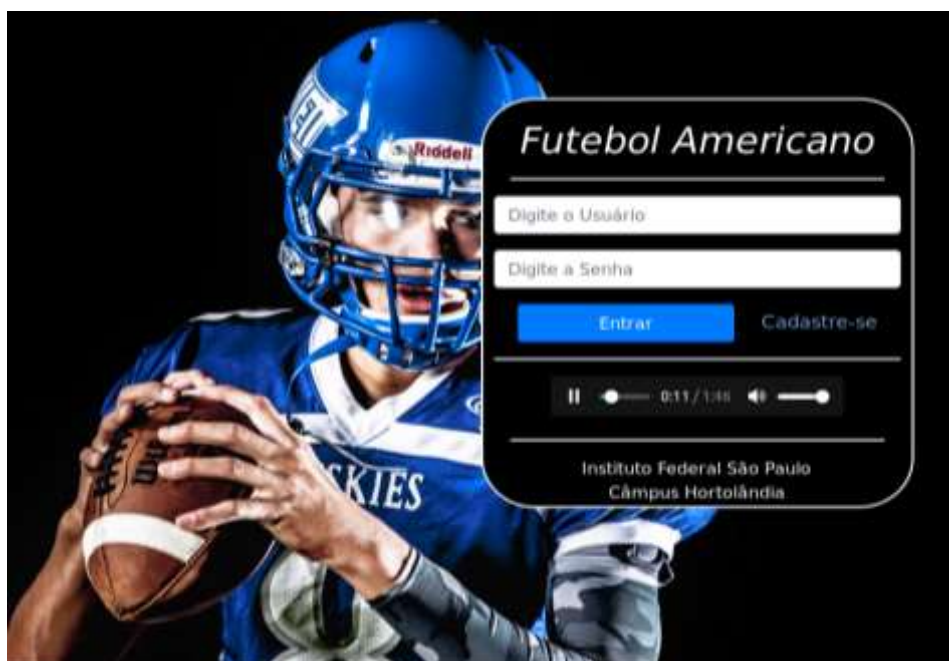 Riddell
Futebol Americano
Digite o Usuário
Digite a Senha
Entrar
Cadastre-se
0:11 / 1:46
Instituto Federal São Paulo
Câmpus Hortolândia
KIES